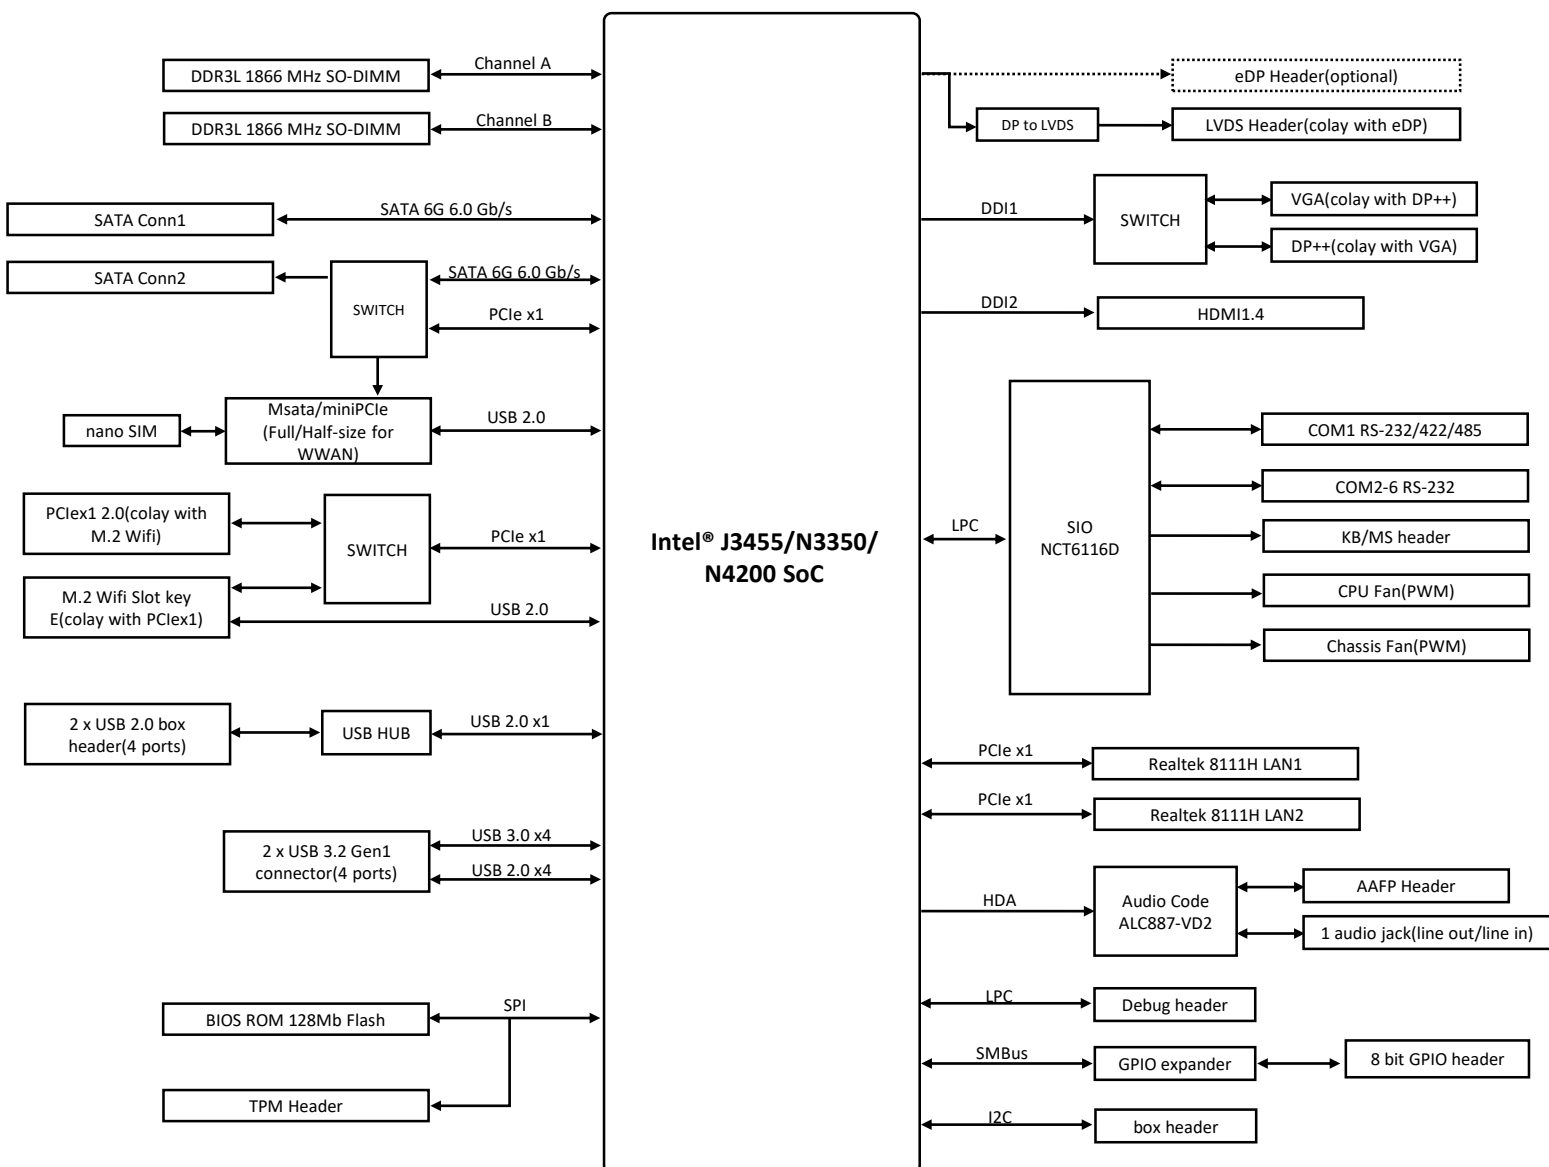 DDR3L 1866 MHz SO-DIMM
Channel A
DDR3L 1866 MHz SO-DIMM
Channel B
SATA Conn1
SATA 6G 6.0 Gb/s
SATA Conn2
SATA 6G 6.0 Gb/s
SWITCH
PCIe x1
nano SIM
Msata/miniPCIe
(Full/Half-size for
WWAN)
USB 2.0
PCIex1 2.0(colay with
M.2 Wifi)
SWITCH
PCIe x1
M.2 Wifi Slot key
E(colay with PCIex1)
USB 2.0
2 x USB 2.0 box
header(4 ports)
USB HUB
USB 2.0 x1
2 x USB 3.2 Gen1
connector(4 ports)
USB 3.0 x4
USB 2.0 x4
BIOS ROM 128Mb Flash
SPI
TPM Header
Intel® J3455/N3350/
N4200 SoC
eDP Header(optional)
DP to LVDS
LVDS Header(colay with eDP)
DDI1
SWITCH
VGA(colay with DP++)
DP++(colay with VGA)
DDI2
HDMI1.4
LPC
SIO
NCT6116D
COM1 RS-232/422/485
COM2-6 RS-232
KB/MS header
CPU Fan(PWM)
Chassis Fan(PWM)
PCIe x1
Realtek 8111H LAN1
PCIe x1
Realtek 8111H LAN2
HDA
Audio Code
ALC887-VD2
AAFP Header
1 audio jack(line out/line in)
LPC
Debug header
SMBus
GPIO expander
8 bit GPIO header
I2C
box header